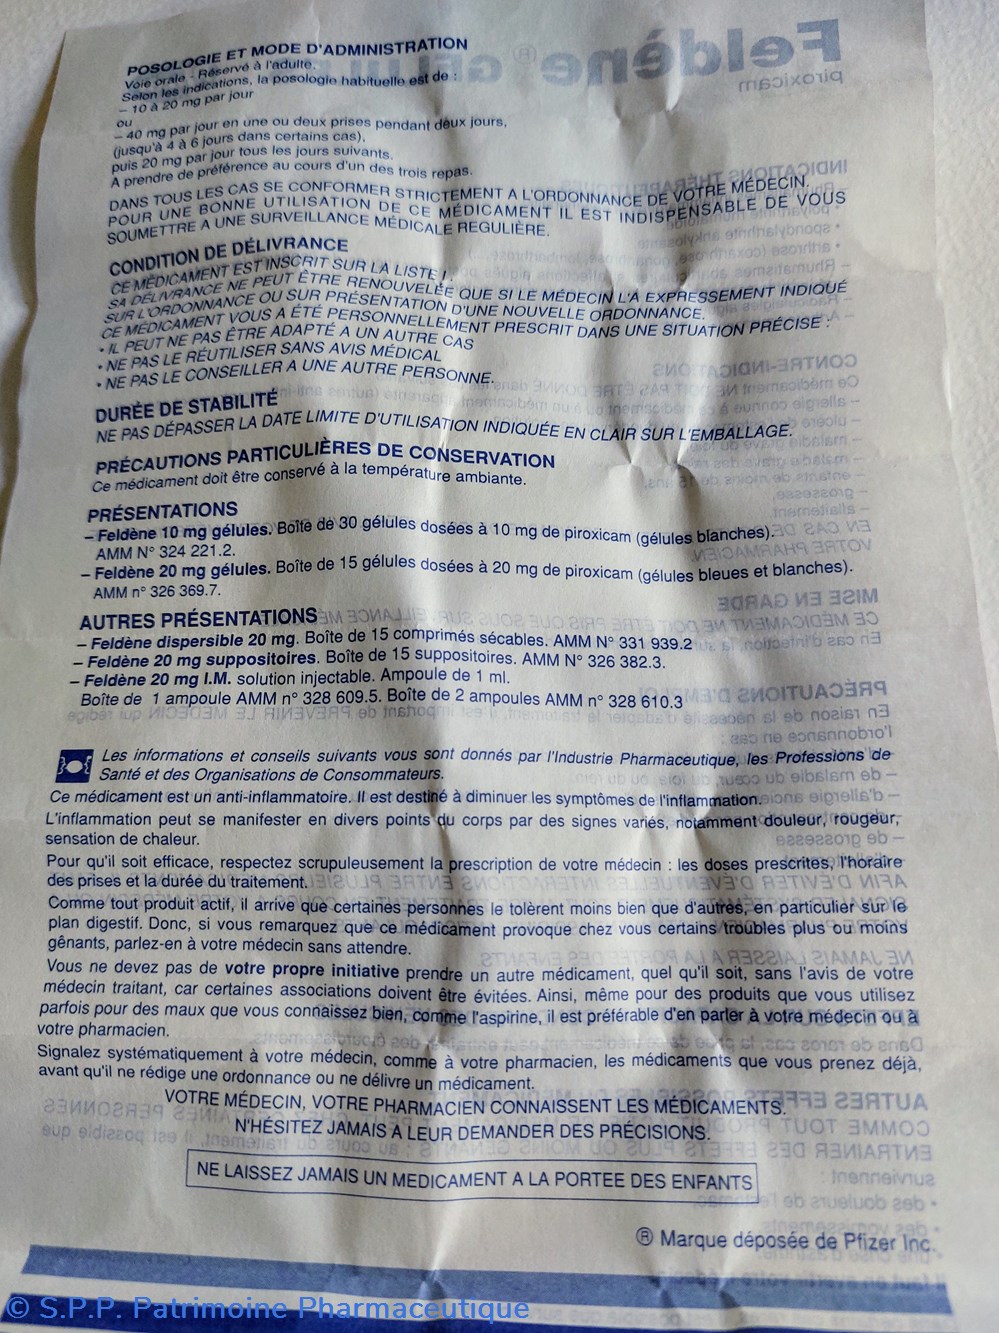 POSOLOGIE ET MODE D'ADMINISTRATION
Voie orale - Réservé à l'adulte.
Selon les indications, la posologie habituelle est de :
– 10 à 20 mg par jour
ou
– 40 mg par jour en une ou deux prises pendant deux jours,
(jusqu'à 4 à 6 jours dans certains cas),
puis 20 mg par jour tous les jours suivants.
A prendre de préférence au cours d'un des trois repas.
DANS TOUS LES CAS SE CONFORMER STRICTEMENT A L'ORDONNANCE DE VOTRE MÉDECIN.
POUR UNE BONNE UTILISATION DE CE MÉDICAMENT IL EST INDISPENSABLE DE VOUS
SOUMETTRE A UNE SURVEILLANCE MÉDICALE REGULIÈRE.
CONDITION DE DÉLIVRANCE
CE MÉDICAMENT EST INSCRIT SUR LA LISTE I.
SA DÉLIVRANCE NE PEUT ÊTRE RENOUVELÉE QUE SI LE MÉDECIN L'A EXPRESSEMENT INDIQUÉ
SUR L'ORDONNANCE OU SUR PRÉSENTATION D'UNE NOUVELLE ORDONNANCE.
CE MÉDICAMENT VOUS A ÉTÉ PERSONNELLEMENT PRESCRIT DANS UNE SITUATION PRÉCISE :
• IL PEUT NE PAS ÊTRE ADAPTÉ A UN AUTRE CAS
• NE PAS LE RÉUTILISER SANS AVIS MÉDICAL
• NE PAS LE CONSEILLER A UNE AUTRE PERSONNE.
DURÉE DE STABILITÉ
NE PAS DÉPASSER LA DATE LIMITE D'UTILISATION INDIQUÉE EN CLAIR SUR L'EMBALLAGE.
PRÉCAUTIONS PARTICULIÈRES DE CONSERVATION
Ce médicament doit être conservé à la température ambiante.
PRÉSENTATIONS
– Feldène 10 mg gélules. Boîte de 30 gélules dosées à 10 mg de piroxicam (gélules blanches).
AMM N° 324 221.2.
– Feldène 20 mg gélules. Boîte de 15 gélules dosées à 20 mg de piroxicam (gélules bleues et blanches).
AMM n° 326 369.7.
AUTRES PRÉSENTATIONS
– Feldène dispersible 20 mg. Boîte de 15 comprimés sécables. AMM N° 331 939.2
– Feldène 20 mg suppositoires. Boîte de 15 suppositoires. AMM N° 326 382.3.
– Feldène 20 mg I.M. solution injectable. Ampoule de 1 ml.
Boîte de 1 ampoule AMM n° 328 609.5. Boîte de 2 ampoules AMM n° 328 610.3
Les informations et conseils suivants vous sont donnés par l'Industrie Pharmaceutique, les Professions de
Santé et des Organisations de Consommateurs.
Ce médicament est un anti-inflammatoire. Il est destiné à diminuer les symptômes de l'inflammation.
L'inflammation peut se manifester en divers points du corps par des signes variés, notamment douleur, rougeur,
sensation de chaleur.
Pour qu'il soit efficace, respectez scrupuleusement la prescription de votre médecin : les doses prescrites, l'horaire
des prises et la durée du traitement.
Comme tout produit actif, il arrive que certaines personnes le tolèrent moins bien que d'autres, en particulier sur le
plan digestif. Donc, si vous remarquez que ce médicament provoque chez vous certains troubles plus ou moins
gênants, parlez-en à votre médecin sans attendre.
Vous ne devez pas de votre propre initiative prendre un autre médicament, quel qu'il soit, sans l'avis de votre
médecin traitant, car certaines associations doivent être évitées. Ainsi, même pour des produits que vous utilisez
parfois pour des maux que vous connaissez bien, comme l'aspirine, il est préférable d'en parler à votre médecin ou à
votre pharmacien.
Signalez systématiquement à votre médecin, comme à votre pharmacien, les médicaments que vous prenez déjà,
avant qu'il ne rédige une ordonnance ou ne délivre un médicament.
VOTRE MÉDECIN, VOTRE PHARMACIEN CONNAISSENT LES MÉDICAMENTS.
N'HÉSITEZ JAMAIS A LEUR DEMANDER DES PRÉCISIONS.
NE LAISSEZ JAMAIS UN MEDICAMENT A LA PORTEE DES ENFANTS
® Marque déposée de Pfizer Inc.
© S.P.P. Patrimoine Pharmaceutique